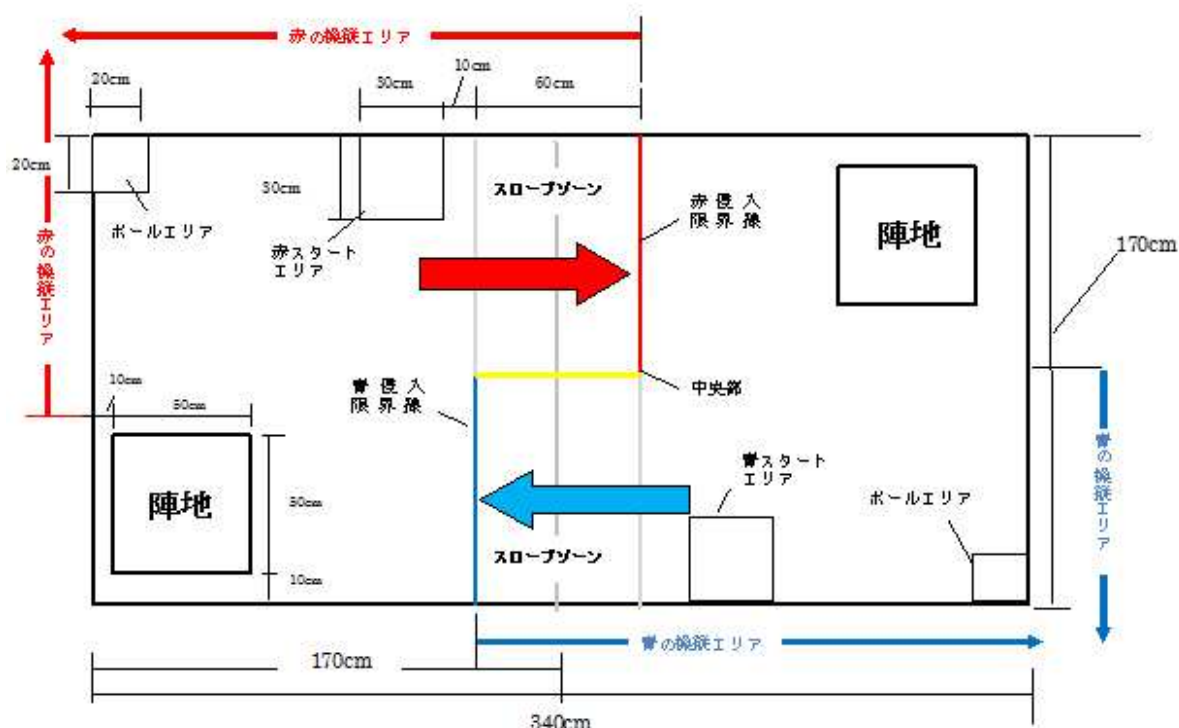 赤の操縦エリア
10cm
20cm
30cm
60cm
20cm
30cm
スロープゾーン
赤侵入
限界線
陣地
ボールエリア
赤スタート
エリア
170cm
赤の操縦エリア
10cm
50cm
青侵入
限界線
中央部
青スタート
エリア
ボールエリア
青の操縦エリア
陣地
50cm
スロープゾーン
10cm
青の操縦エリア
170cm
340cm